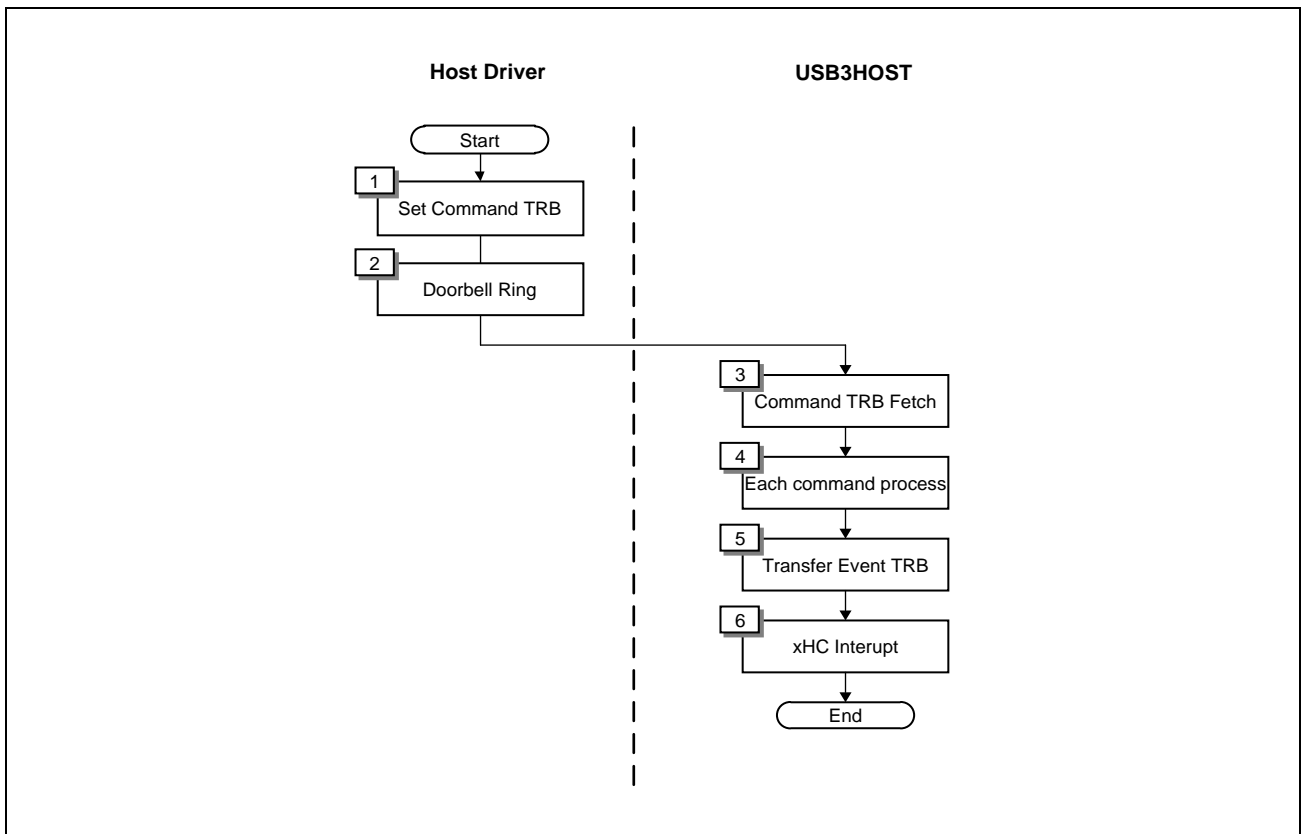 Host Driver
USB3HOST
Start
1
Set Command TRB
2
Doorbell Ring
3
Command TRB Fetch
4
Each command process
5
Transfer Event TRB
6
xHC Interupt
End